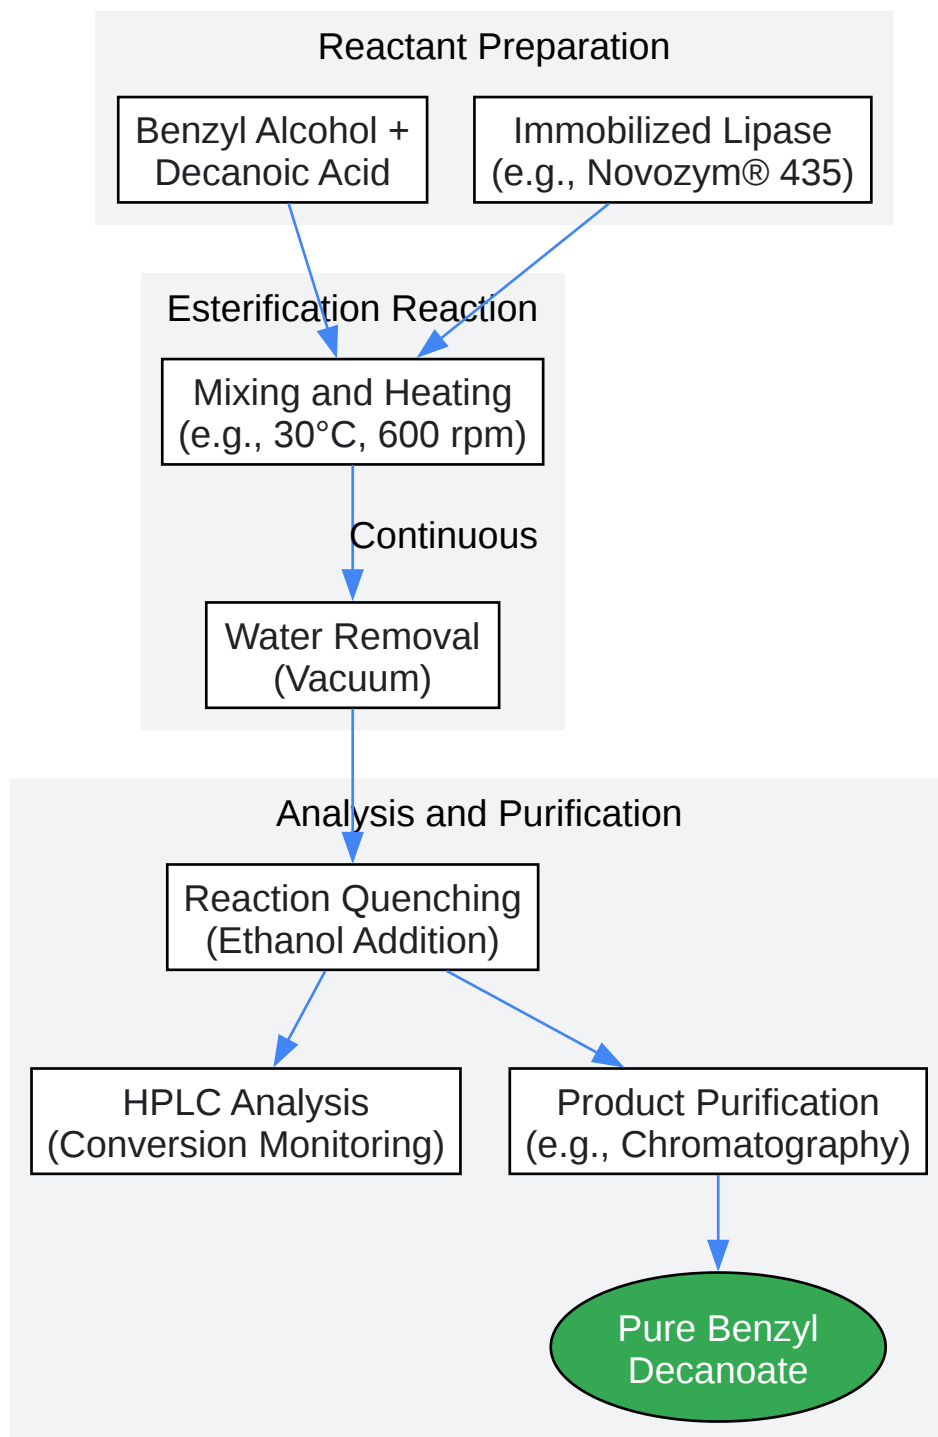 Reactant Preparation
Benzyl Alcohol +
Decanoic Acid
Immobilized Lipase
(e.g., Novozym® 435)
Esterification Reaction
Mixing and Heating
(e.g., 30°C, 600 rpm)
Continuous
Water Removal
(Vacuum)
Analysis and Purification
Reaction Quenching
(Ethanol Addition)
HPLC Analysis
(Conversion Monitoring)
Product Purification
(e.g., Chromatography)
Pure Benzyl
Decanoate